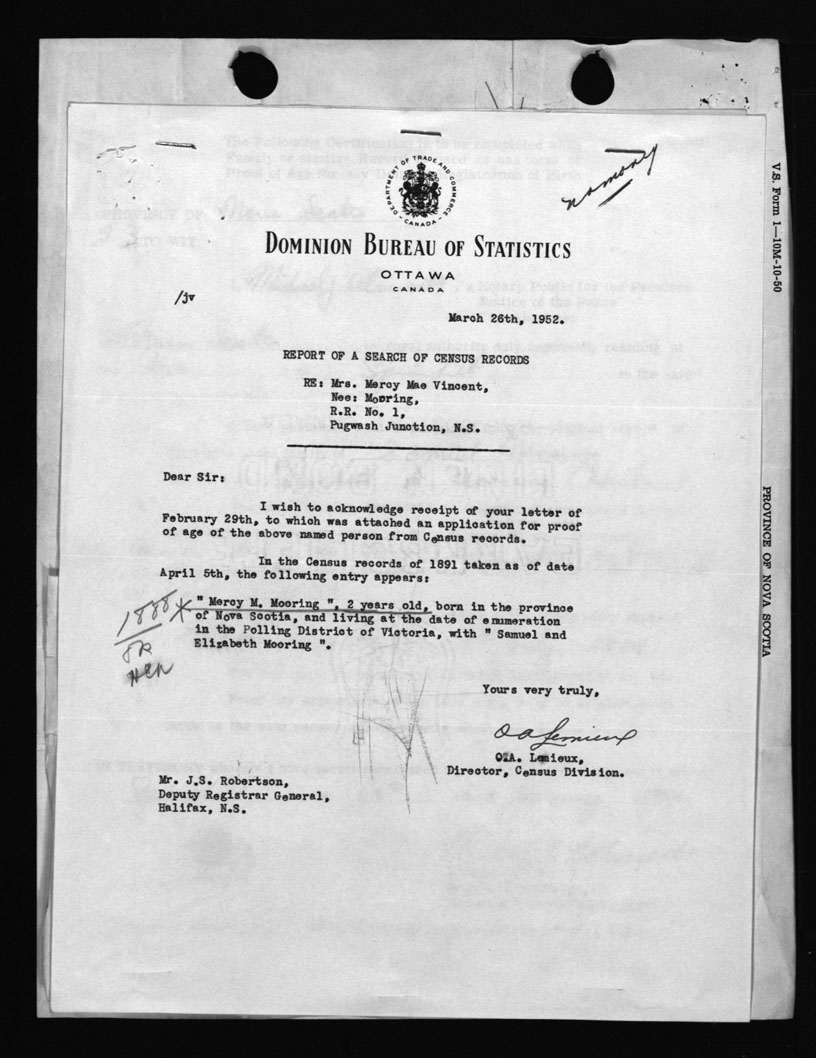 V.S. Form 1—10M-10-50
PROVINCE OF NOVA SCOTIA
no money
DEPARTMENT OF TRADE AND COMMERCE
- CANADA -
DOMINION BUREAU OF STATISTICS
OTTAWA
CANADA
/jv
March 26th, 1952.
REPORT OF A SEARCH OF CENSUS RECORDS
RE: Mrs. Mercy Mae Vincent,
Nee: Mooring,
R.R. No. 1,
Pugwash Junction, N.S.
Dear Sir:
I wish to acknowledge receipt of your letter of
February 29th, to which was attached an application for proof
of age of the above named person from Census records.
In the Census records of 1891 taken as of date
April 5th, the following entry appears:
" Mercy M. Mooring ", 2 years old, born in the province
of Nova Scotia, and living at the date of enumeration
in the Polling District of Victoria, with " Samuel and
Elizabeth Mooring ".
1888 *
OK
Yours very truly,
O A Lemieux
O.A. Lemieux,
Director, Census Division.
Mr. J.S. Robertson,
Deputy Registrar General,
Halifax, N.S.